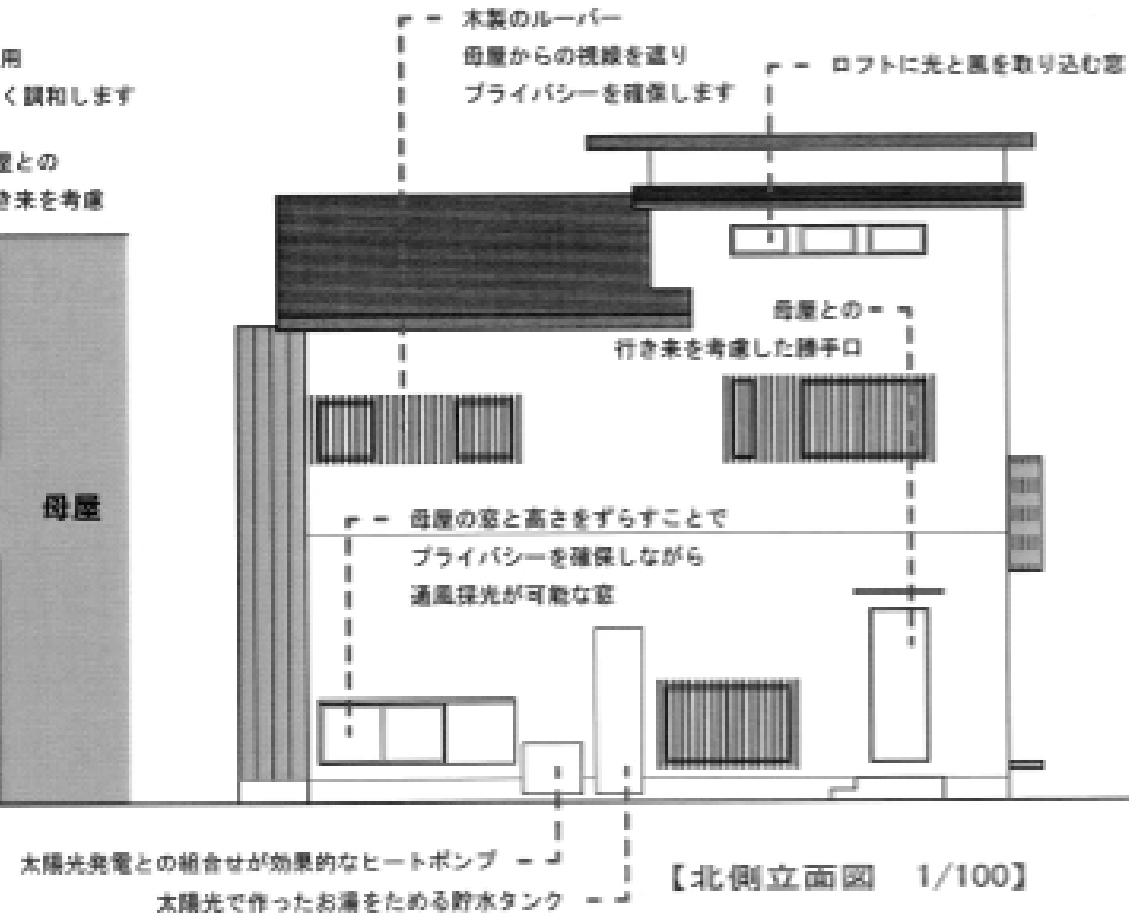 用
く調和します
屋との
き来を考慮
木製のルーバー
母屋からの視線を遮り
プライバシーを確保します
ロフトに光と風を取り込む窓
母屋との
行き来を考慮した勝手口
母屋
母屋の窓と高さをずらすことで
プライバシーを確保しながら
通風採光が可能な窓
太陽光発電との組合せが効果的なヒートポンプ
太陽光で作ったお湯をためる貯水タンク
【北側立面図 1/100】